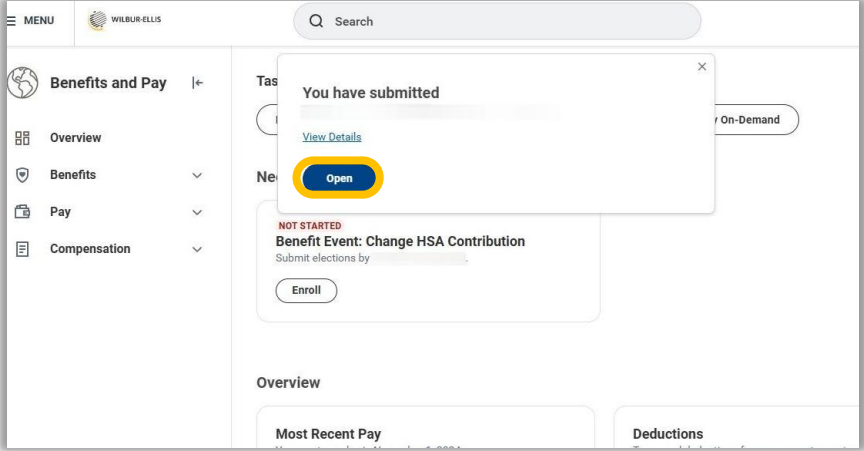 MENU
WILBUR-ELLIS
Search
Benefits and Pay
Overview
Benefits
Pay
Compensation
Tas
You have submitted
View Details
Open
On-Demand
Ne
NOT STARTED
Benefit Event: Change HSA Contribution
Submit elections by
Enroll
Overview
Most Recent Pay
Deductions